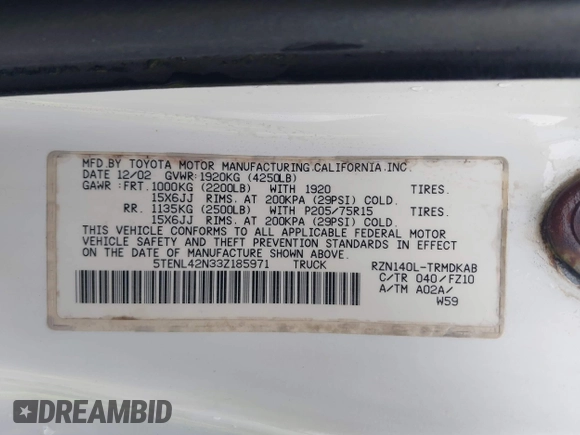 MFD.BY TOYOTA MOTOR MANUFACTURING.CALIFORNIA.INC.
DATE 12/02 GVWR:1920KG (4250LB)
GAWR : FRT.1000KG (2200LB) WITH 1920 TIRES.
15X6JJ RIMS. AT 200KPA (29PSI) COLD.
RR. 1135KG (2500LB) WITH P205/75R15 TIRES.
15X6JJ RIMS. AT 200KPA (29PSI) COLD.
THIS VEHICLE CONFORMS TO ALL APPLICABLE FEDERAL MOTOR
VEHICLE SAFETY AND THEFT PREVENTION STANDARDS IN EFFECT
ON THE DATE OF MANUFACTURE SHOWN ABOVE.
5TENL42N33Z185971 TRUCK RZN140L-TRMDKAB
C/TR 040/FZ10
A/TM A02A/
W59
DREAMBID